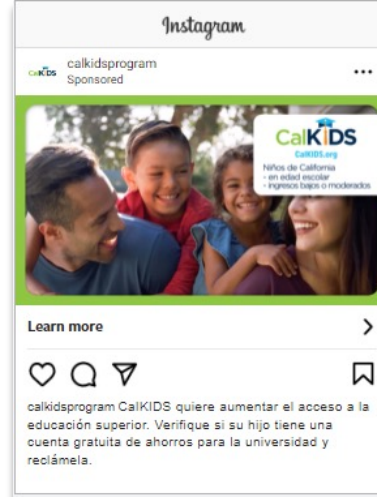 Instagram
CalKIDS
calkidsprogram
Sponsored
CalKIDS
CalKIDS.org
Niños de California
- en edad escolar
- ingresos bajos o moderados
Learn more
calkidsprogram CalKIDS quiere aumentar el acceso a la
educación superior. Verifique si su hijo tiene una
cuenta gratuita de ahorros para la universidad y
reclámela.